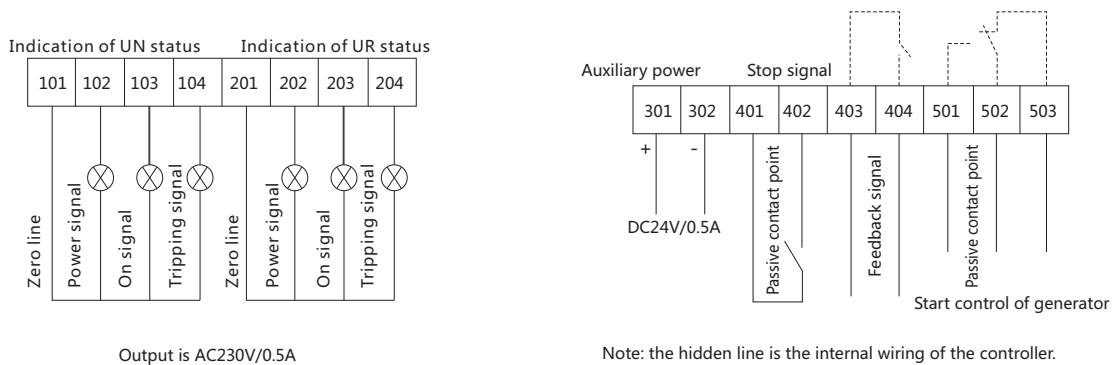 Indication of UN status
Indication of UR status
101 102 103 104 201 202 203 204
Zero line
Power signal
On signal
Tripping signal
Zero line
Power signal
On signal
Tripping signal
Output is AC230V/0.5A
Auxiliary power
Stop signal
301 302 401 402 403 404 501 502 503
+ -
DC24V/0.5A
Passive contact point
Feedback signal
Passive contact point
Start control of generator
Note: the hidden line is the internal wiring of the controller.